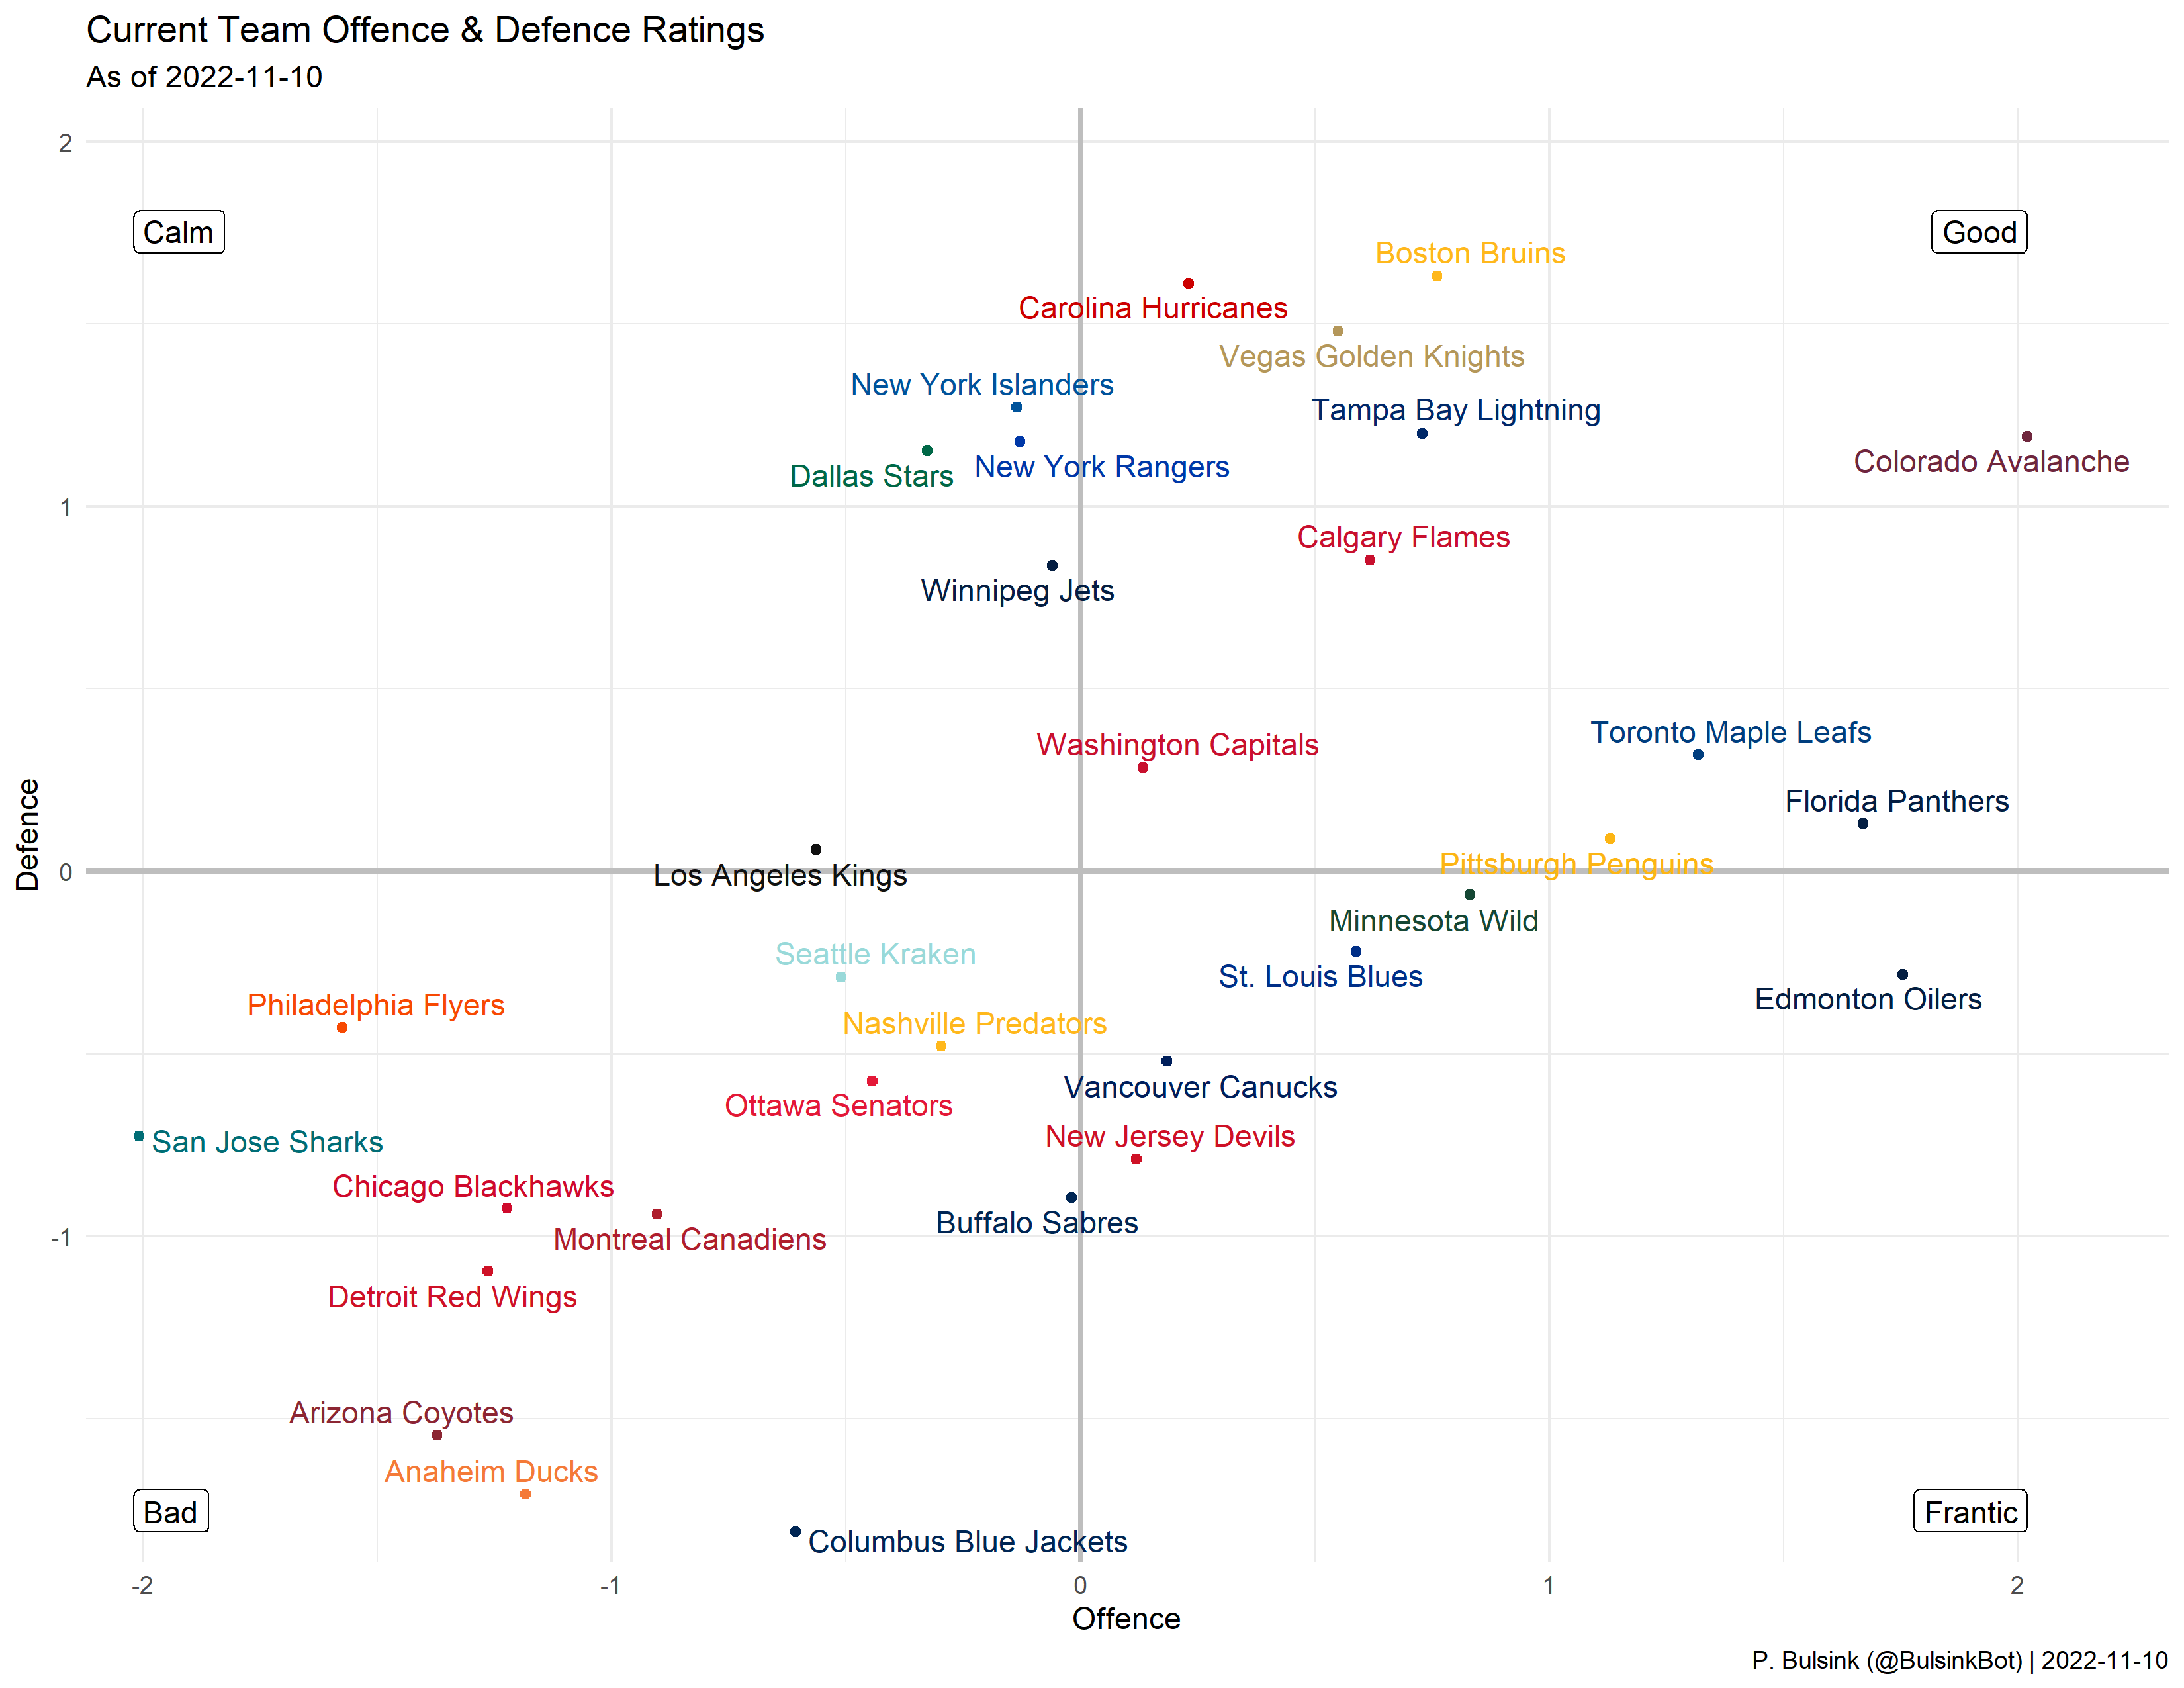 Current Team Offence & Defence Ratings
As of 2022-11-10
2
Calm
Good
Boston Bruins
Carolina Hurricanes
Vegas Golden Knights
New York Islanders
Tampa Bay Lightning
Colorado Avalanche
New York Rangers
Dallas Stars
1
Calgary Flames
Winnipeg Jets
Toronto Maple Leafs
Washington Capitals
Florida Panthers
Defence
Pittsburgh Penguins
0
Los Angeles Kings
Minnesota Wild
Seattle Kraken
St. Louis Blues
Edmonton Oilers
Philadelphia Flyers
Nashville Predators
Vancouver Canucks
Ottawa Senators
New Jersey Devils
San Jose Sharks
Chicago Blackhawks
Buffalo Sabres
-1
Montreal Canadiens
Detroit Red Wings
Arizona Coyotes
Anaheim Ducks
Bad
Frantic
Columbus Blue Jackets
-2 -1 0 1 2
Offence
P. Bulsink (@BulsinkBot) | 2022-11-10